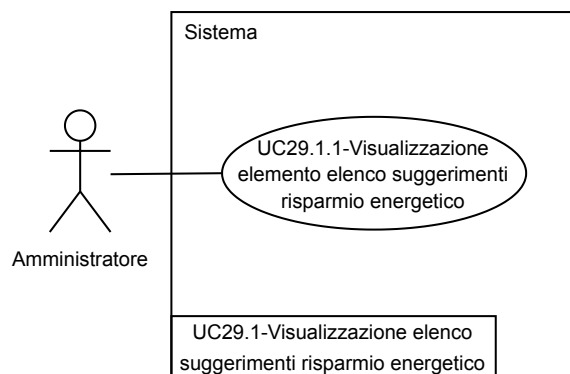 Sistema
UC29.1.1-Visualizzazione
elemento elenco suggerimenti
risparmio energetico
Amministratore
UC29.1-Visualizzazione elenco
suggerimenti risparmio energetico